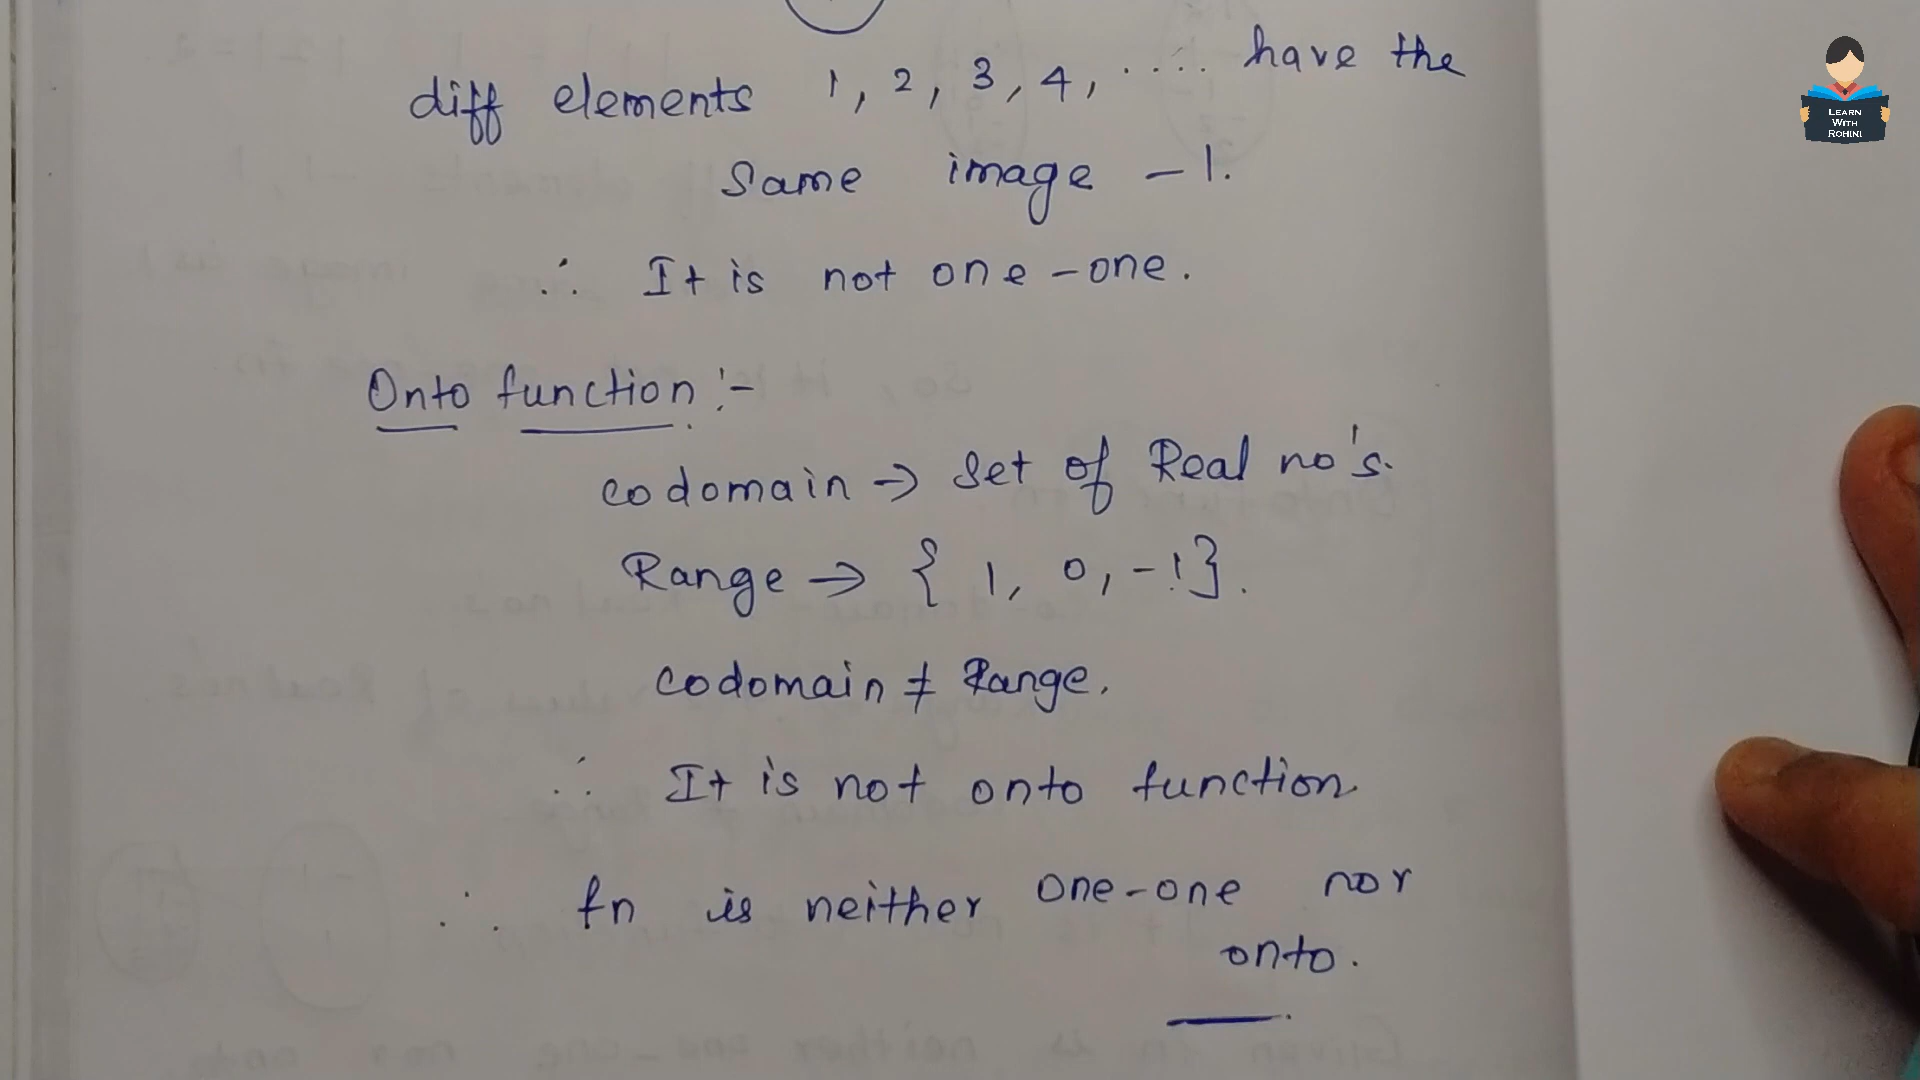 diff elements 1, 2, 3, 4, ..... have the
Same image -1.
∴ It is not one-one.
Onto function :-
codomain → Set of Real no's.
Range → { 1, 0, -1}.
codomain ≠ Range.
∴ It is not onto function.
∴ fn is neither one-one nor
onto.
LEARN
WITH
ROHINI